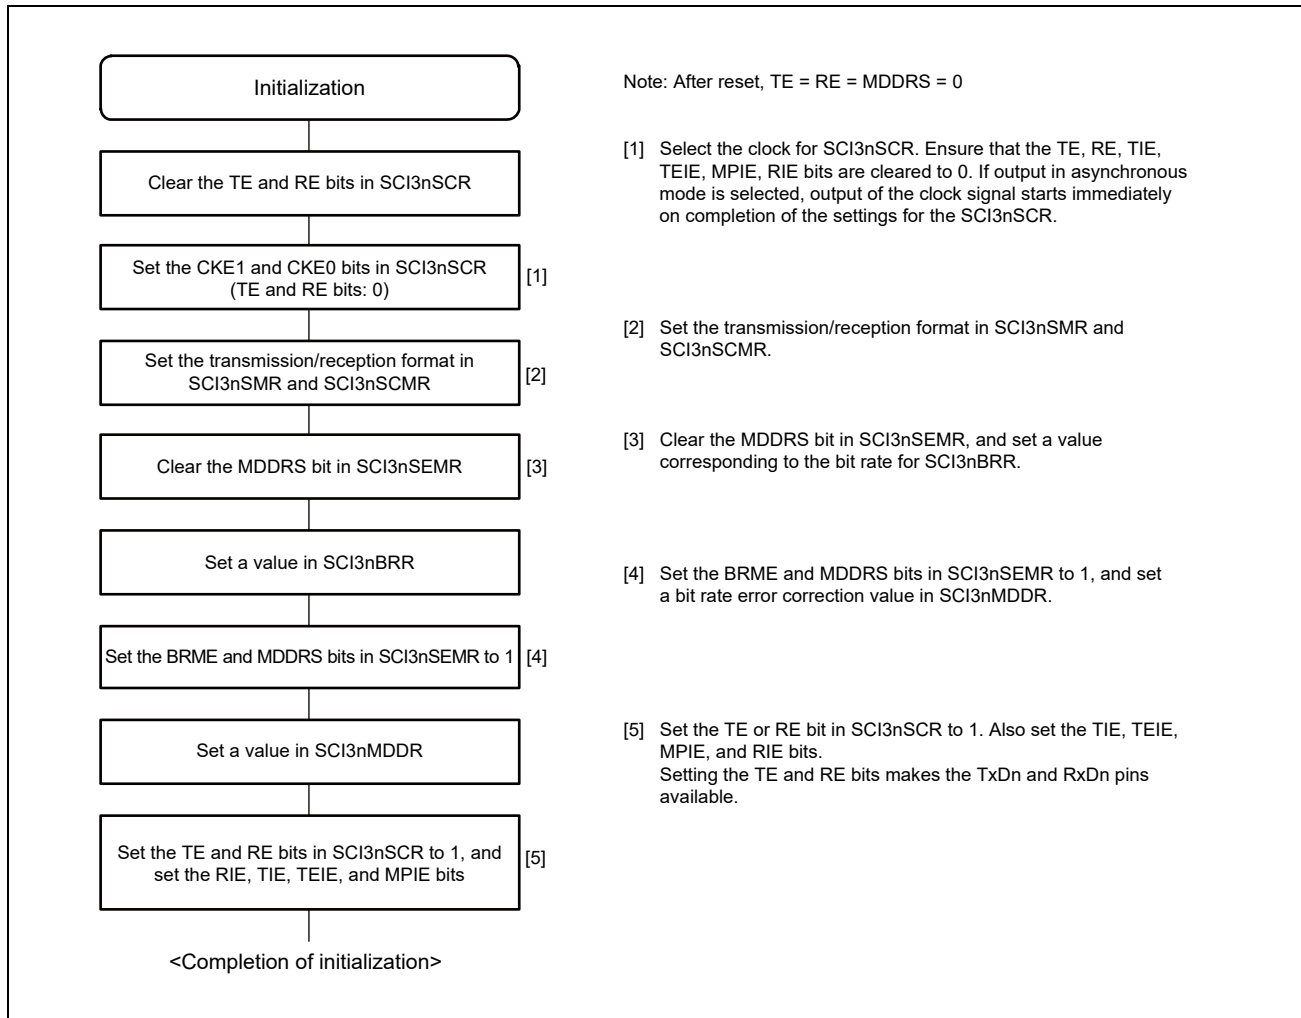 Initialization
Clear the TE and RE bits in SCI3nSCR
Set the CKE1 and CKE0 bits in SCI3nSCR
(TE and RE bits: 0)
[1]
Set the transmission/reception format in
SCI3nSMR and SCI3nSCMR
[2]
Clear the MDDRS bit in SCI3nSEMR
[3]
Set a value in SCI3nBRR
Set the BRME and MDDRS bits in SCI3nSEMR to 1
[4]
Set a value in SCI3nMDDR
Set the TE and RE bits in SCI3nSCR to 1, and
set the RIE, TIE, TEIE, and MPIE bits
[5]
<Completion of initialization>
Note: After reset, TE = RE = MDDRS = 0
[1] Select the clock for SCI3nSCR. Ensure that the TE, RE, TIE,
TEIE, MPIE, RIE bits are cleared to 0. If output in asynchronous
mode is selected, output of the clock signal starts immediately
on completion of the settings for the SCI3nSCR.
[2] Set the transmission/reception format in SCI3nSMR and
SCI3nSCMR.
[3] Clear the MDDRS bit in SCI3nSEMR, and set a value
corresponding to the bit rate for SCI3nBRR.
[4] Set the BRME and MDDRS bits in SCI3nSEMR to 1, and set
a bit rate error correction value in SCI3nMDDR.
[5] Set the TE or RE bit in SCI3nSCR to 1. Also set the TIE, TEIE,
MPIE, and RIE bits.
Setting the TE and RE bits makes the TxDn and RxDn pins
available.